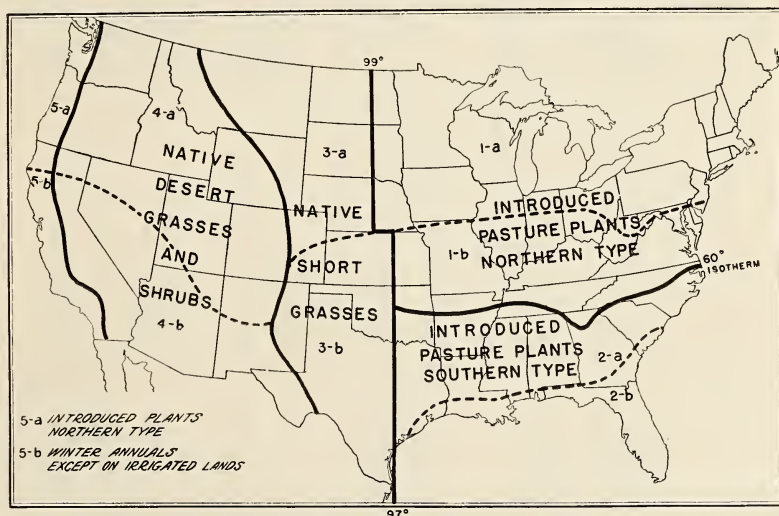 99°
5-a
4-a
3-a
1-a
NATIVE
DESERT
GRASSES
AND
SHRUBS
4-b
5-b
NATIVE
SHORT
GRASSES
3-b
INTRODUCED
PASTURE PLANTS
NORTHERN TYPE
1-b
60°
ISOTHERM
INTRODUCED
PASTURE PLANTS
SOUTHERN TYPE
2-a
2-b
5-a INTRODUCED PLANTS
NORTHERN TYPE
5-b WINTER ANNUALS
EXCEPT ON IRRIGATED LANDS
97°